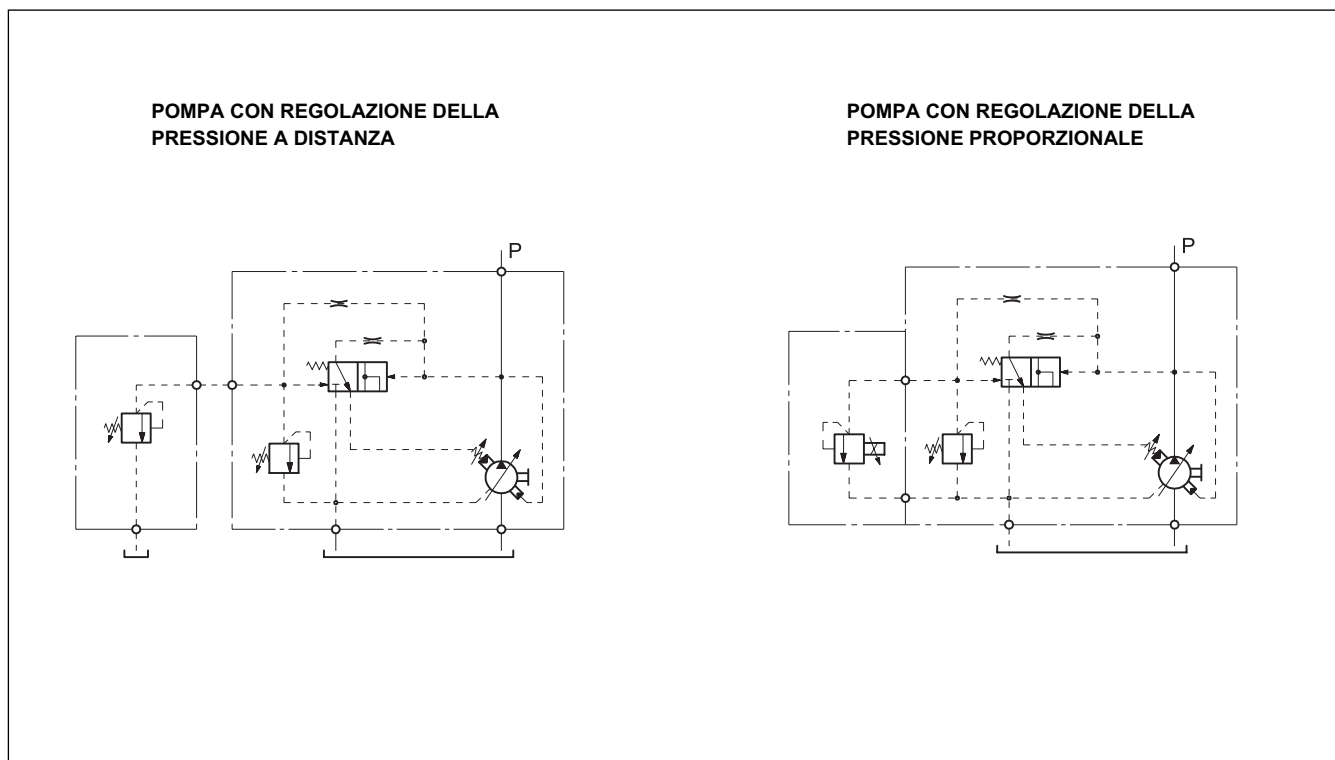 POMPA CON REGOLAZIONE DELLA
PRESSIONE A DISTANZA
POMPA CON REGOLAZIONE DELLA
PRESSIONE PROPORZIONALE
P
P